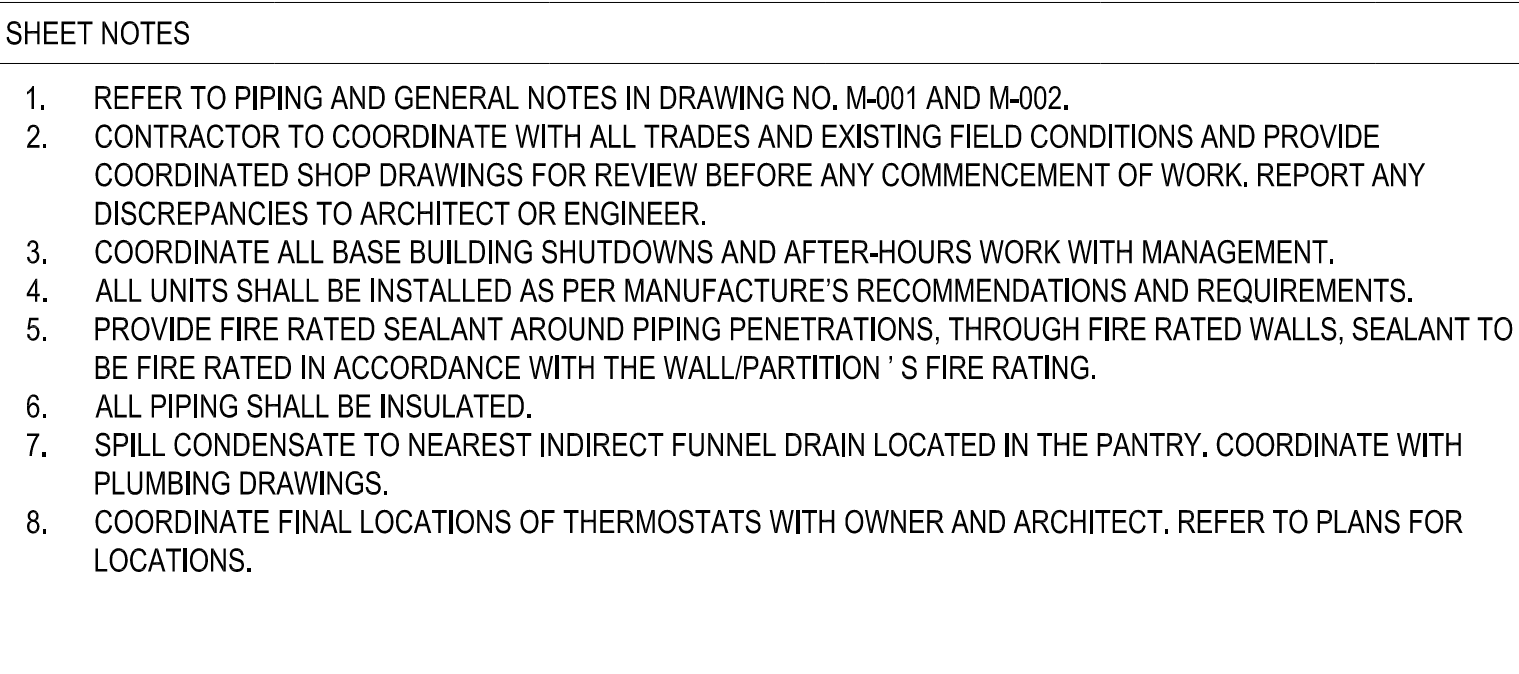 SHEET NOTES
1. REFER TO PIPING AND GENERAL NOTES IN DRAWING NO. M-001 AND M-002.
2. CONTRACTOR TO COORDINATE WITH ALL TRADES AND EXISTING FIELD CONDITIONS AND PROVIDE
COORDINATED SHOP DRAWINGS FOR REVIEW BEFORE ANY COMMENCEMENT OF WORK. REPORT ANY
DISCREPANCIES TO ARCHITECT OR ENGINEER.
3. COORDINATE ALL BASE BUILDING SHUTDOWNS AND AFTER-HOURS WORK WITH MANAGEMENT.
4. ALL UNITS SHALL BE INSTALLED AS PER MANUFACTURE’S RECOMMENDATIONS AND REQUIREMENTS.
5. PROVIDE FIRE RATED SEALANT AROUND PIPING PENETRATIONS, THROUGH FIRE RATED WALLS, SEALANT TO
BE FIRE RATED IN ACCORDANCE WITH THE WALL/PARTITION ’ S FIRE RATING.
6. ALL PIPING SHALL BE INSULATED.
7. SPILL CONDENSATE TO NEAREST INDIRECT FUNNEL DRAIN LOCATED IN THE PANTRY. COORDINATE WITH
PLUMBING DRAWINGS.
8. COORDINATE FINAL LOCATIONS OF THERMOSTATS WITH OWNER AND ARCHITECT. REFER TO PLANS FOR
LOCATIONS.